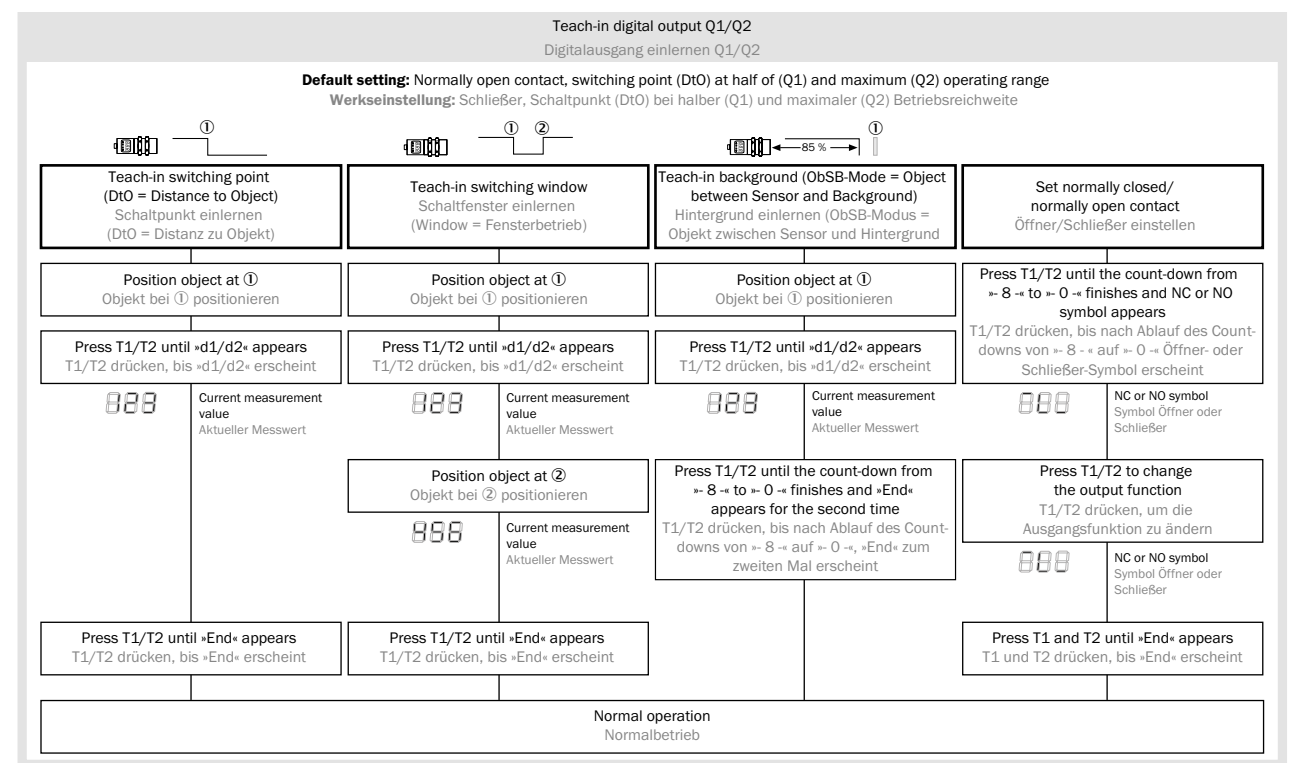 Teach-in digital output Q1/Q2
Digitalausgang einlernen Q1/Q2
Default setting: Normally open contact, switching point (DtO) at half of (Q1) and maximum (Q2) operating range
Werkseinstellung: Schließer, Schaltpunkt (DtO) bei halber (Q1) und maximaler (Q2) Betriebsreichweite
①
Teach-in switching point
(DtO = Distance to Object)
Schaltpunkt einlernen
(DtO = Distanz zu Objekt)
Position object at ①
Objekt bei ① positionieren
Press T1/T2 until »d1/d2« appears
T1/T2 drücken, bis »d1/d2« erscheint
123
Current measurement
value
Aktueller Messwert
Press T1/T2 until »End« appears
T1/T2 drücken, bis »End« erscheint
① ②
Teach-in switching window
Schaltfenster einlernen
(Window = Fensterbetrieb)
Position object at ①
Objekt bei ① positionieren
Press T1/T2 until »d1/d2« appears
T1/T2 drücken, bis »d1/d2« erscheint
123
Current measurement
value
Aktueller Messwert
Position object at ②
Objekt bei ② positionieren
456
Current measurement
value
Aktueller Messwert
Press T1/T2 until »End« appears
T1/T2 drücken, bis »End« erscheint
①
85 %
Teach-in background (ObSB-Mode = Object
between Sensor and Background)
Hintergrund einlernen (ObSB-Modus =
Objekt zwischen Sensor und Hintergrund
Position object at ①
Objekt bei ① positionieren
Press T1/T2 until »d1/d2« appears
T1/T2 drücken, bis »d1/d2« erscheint
123
Current measurement
value
Aktueller Messwert
Press T1/T2 until the count-down from
»- 8 -« to »- 0 -« finishes and »End«
appears for the second time
T1/T2 drücken, bis nach Ablauf des Count-
downs von »- 8 -« auf »- 0 -«, »End« zum
zweiten Mal erscheint
Set normally closed/
normally open contact
Öffner/Schließer einstellen
Press T1/T2 until the count-down from
»- 8 -« to »- 0 -« finishes and NC or NO
symbol appears
T1/T2 drücken, bis nach Ablauf des Count-
downs von »- 8 - « auf »- 0 -« Öffner- oder
Schließer-Symbol erscheint
NC or NO symbol
Symbol Öffner oder
Schließer
Press T1/T2 to change
the output function
T1/T2 drücken, um die
Ausgangsfunktion zu ändern
NC or NO symbol
Symbol Öffner oder
Schließer
Press T1 and T2 until »End« appears
T1 und T2 drücken, bis »End« erscheint
Normal operation
Normalbetrieb